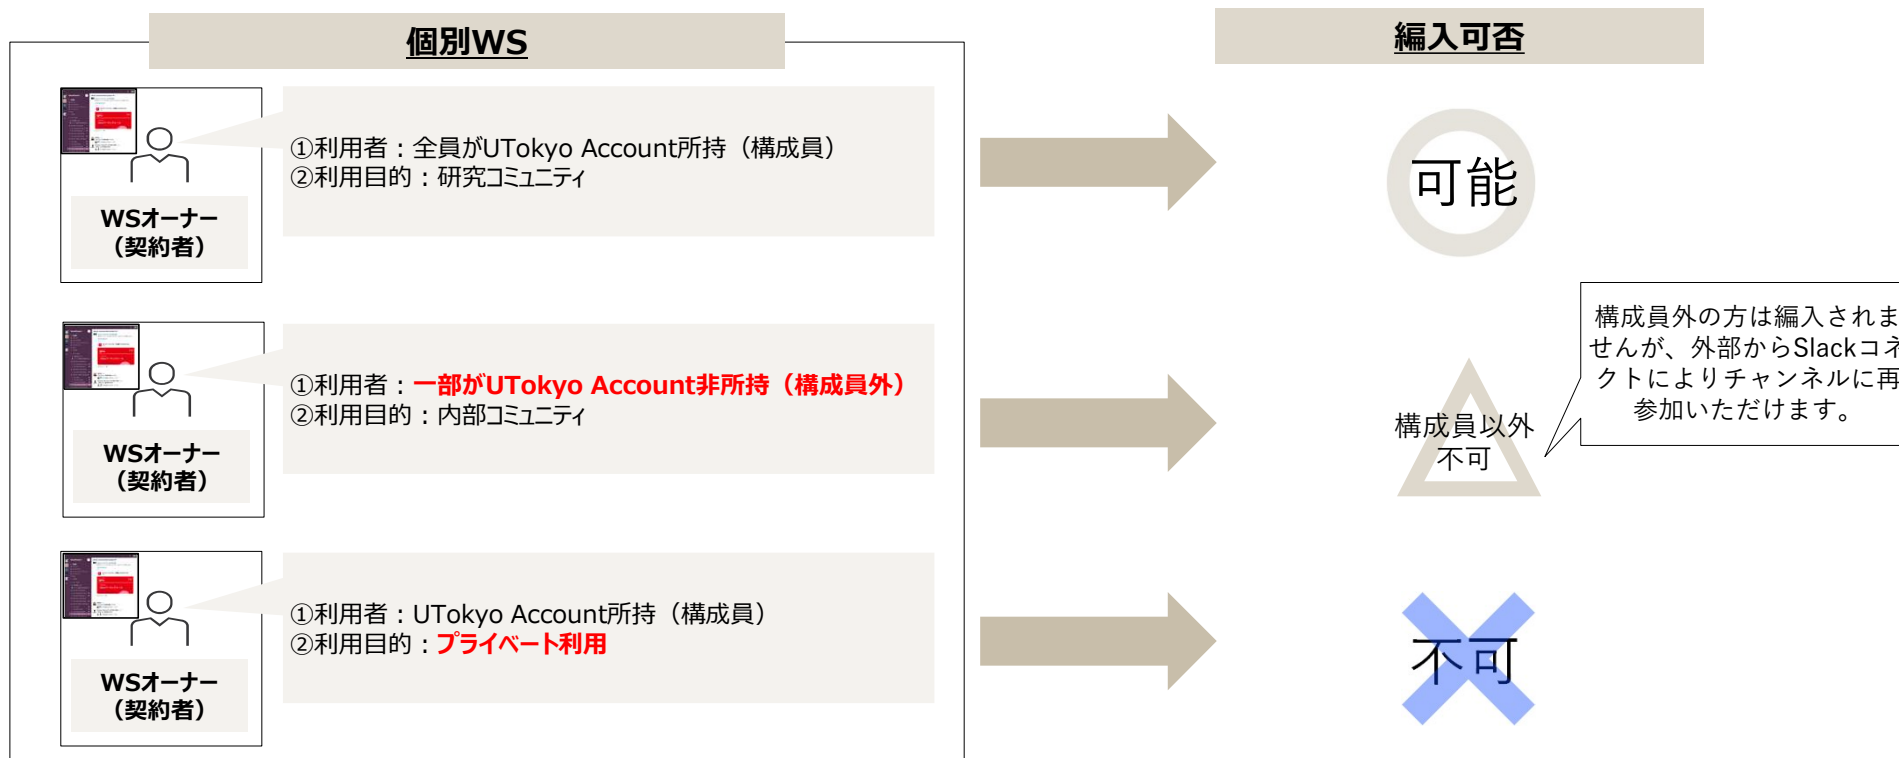 個別WS
編入可否
①利用者：全員がUTokyo Account所持（構成員）
②利用目的：研究コミュニティ
WSオーナー
（契約者）
可能
①利用者：一部がUTokyo Account非所持（構成員外）
②利用目的：内部コミュニティ
WSオーナー
（契約者）
構成員以外
不可
構成員外の方は編入されま
せんが、外部からSlackコネ
クトによりチャンネルに再
参加いただけます。
①利用者：UTokyo Account所持（構成員）
②利用目的：プライベート利用
WSオーナー
（契約者）
不可